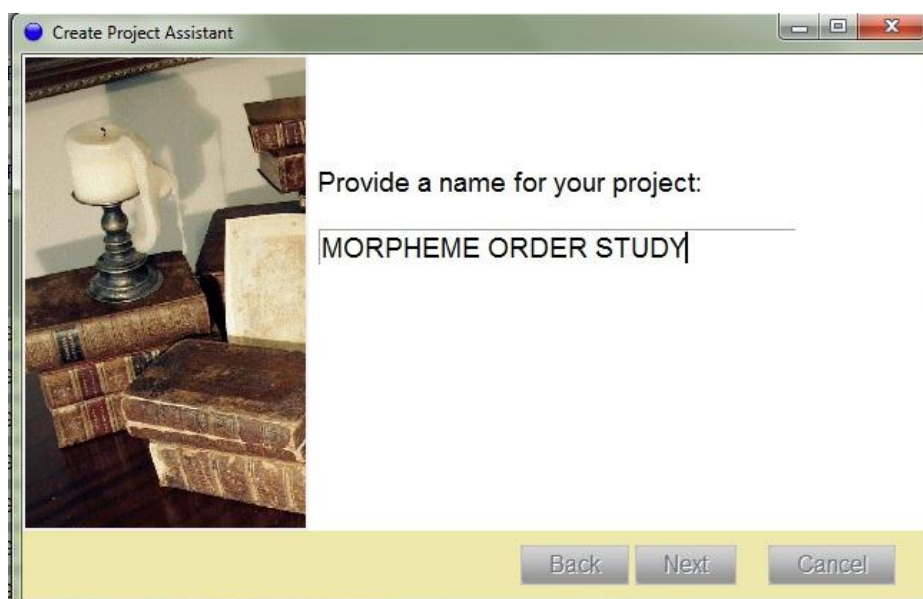 Create Project Assistant
Provide a name for your project:
MORPHEME ORDER STUDY
Back Next Cancel